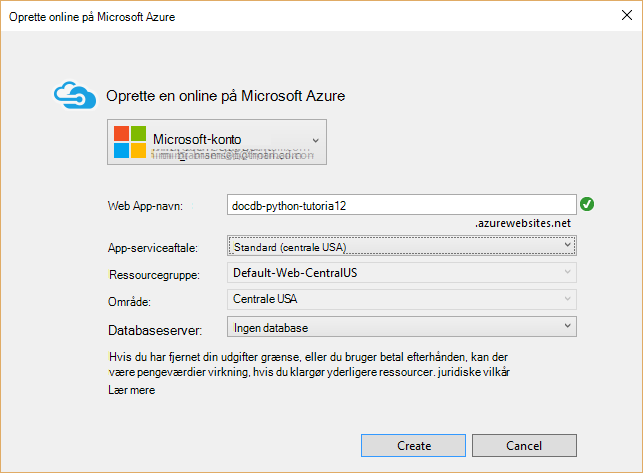 Oprette online på Microsoft Azure
Oprette en online på Microsoft Azure
Microsoft-konto
Web App-navn: docdb-python-tutoria12
.azurewebsites.net
App-serviceaftale: Standard (centrale USA)
Ressourcegruppe: Default-Web-CentralUS
Område: Centrale USA
Databaseserver: Ingen database
Hvis du har fjernet din udgifter grænse, eller du bruger betal efterhånden, kan der
være pengeværdier virkning, hvis du klargør yderligere ressourcer. juridiske vilkår
Lær mere
Create Cancel